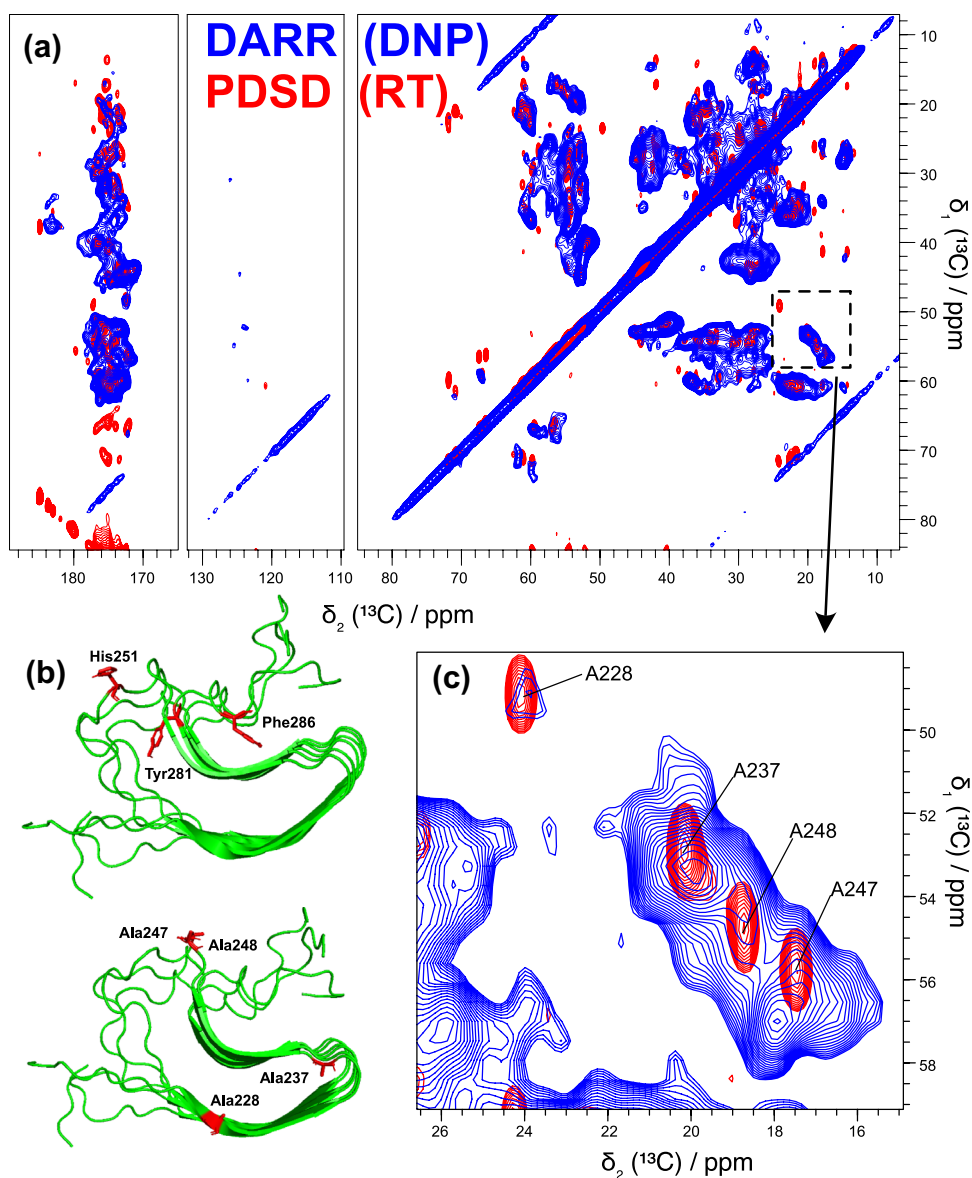 (a)
DARR (DNP)
PDSD (RT)
10
20
30
40
50
60
70
80
δ₁ (¹³C) / ppm
180 170 130 120 110 80 70 60 50 40 30 20 10
δ₂ (¹³C) / ppm
(b)
His251
Phe286
Tyr281
Ala247 Ala248
Ala237
Ala228
(c)
A228
A237
A248
A247
50
52
54
56
58
δ₁ (¹³C) / ppm
26 24 22 20 18 16
δ₂ (¹³C) / ppm